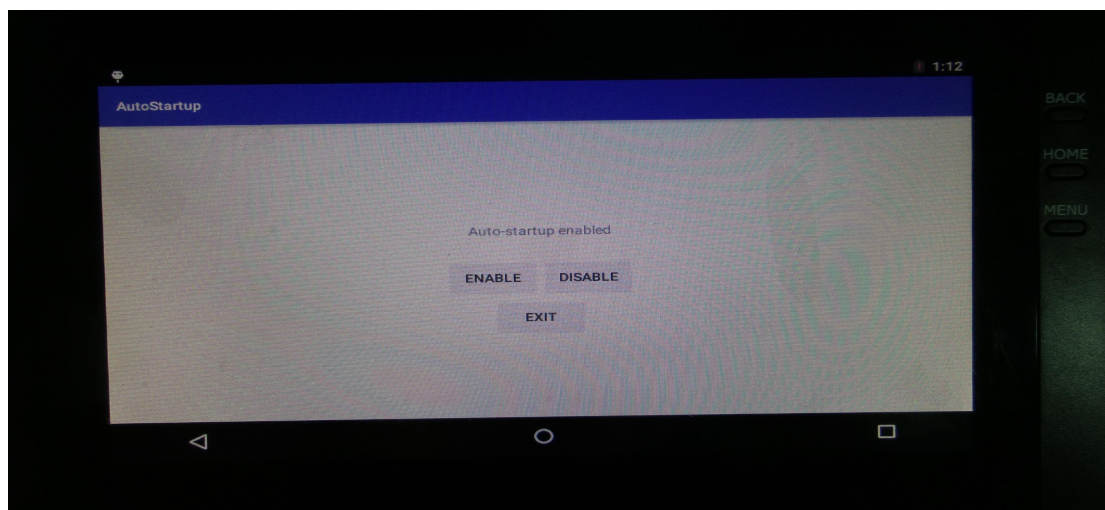 1:12
AutoStartup
BACK
HOME
MENU
Auto-startup enabled
ENABLE DISABLE
EXIT